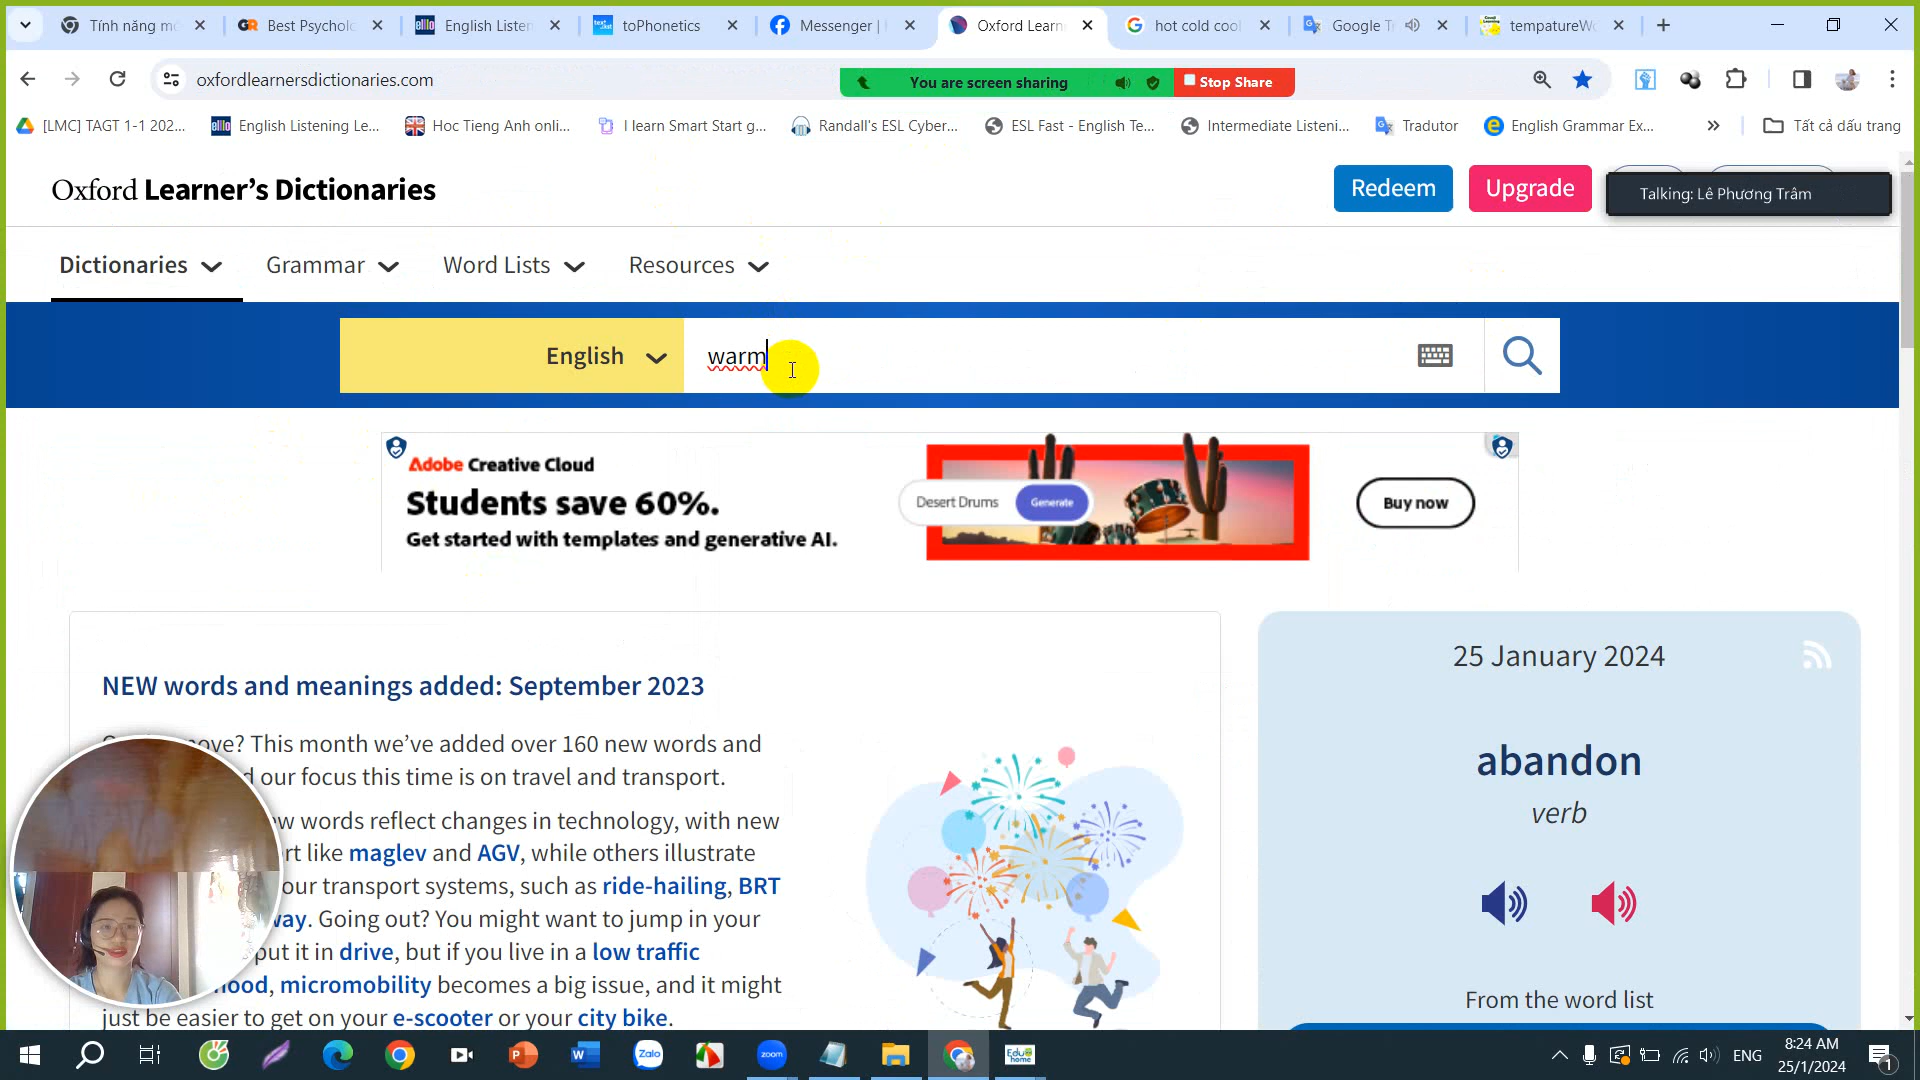 Tính năng mớ
Best Psycholo
English Listen
toPhonetics
Messenger |
Oxford Learn
hot cold cool
Google Tr
tempatureWo
oxfordlearnersdictionaries.com
You are screen sharing
Stop Share
[LMC] TAGT 1-1 202...
English Listening Le...
Hoc Tieng Anh onli...
I learn Smart Start g...
Randall's ESL Cyber...
ESL Fast - English Te...
Intermediate Listeni...
Tradutor
English Grammar Ex...
Tất cả dấu trang
Oxford Learner's Dictionaries
Redeem
Upgrade
Talking: Lê Phương Trâm
Dictionaries
Grammar
Word Lists
Resources
English
warm
Adobe Creative Cloud
Students save 60%.
Get started with templates and generative AI.
Desert Drums
Generate
Buy now
NEW words and meanings added: September 2023
ove? This month we've added over 160 new words and
d our focus this time is on travel and transport.
w words reflect changes in technology, with new
rt like maglev and AGV, while others illustrate
our transport systems, such as ride-hailing, BRT
way. Going out? You might want to jump in your
put it in drive, but if you live in a low traffic
hood, micromobility becomes a big issue, and it might
just be easier to get on your e-scooter or your city bike.
25 January 2024
abandon
verb
From the word list
Zalo
zoom
Edu
home
ENG
8:24 AM
25/1/2024
1